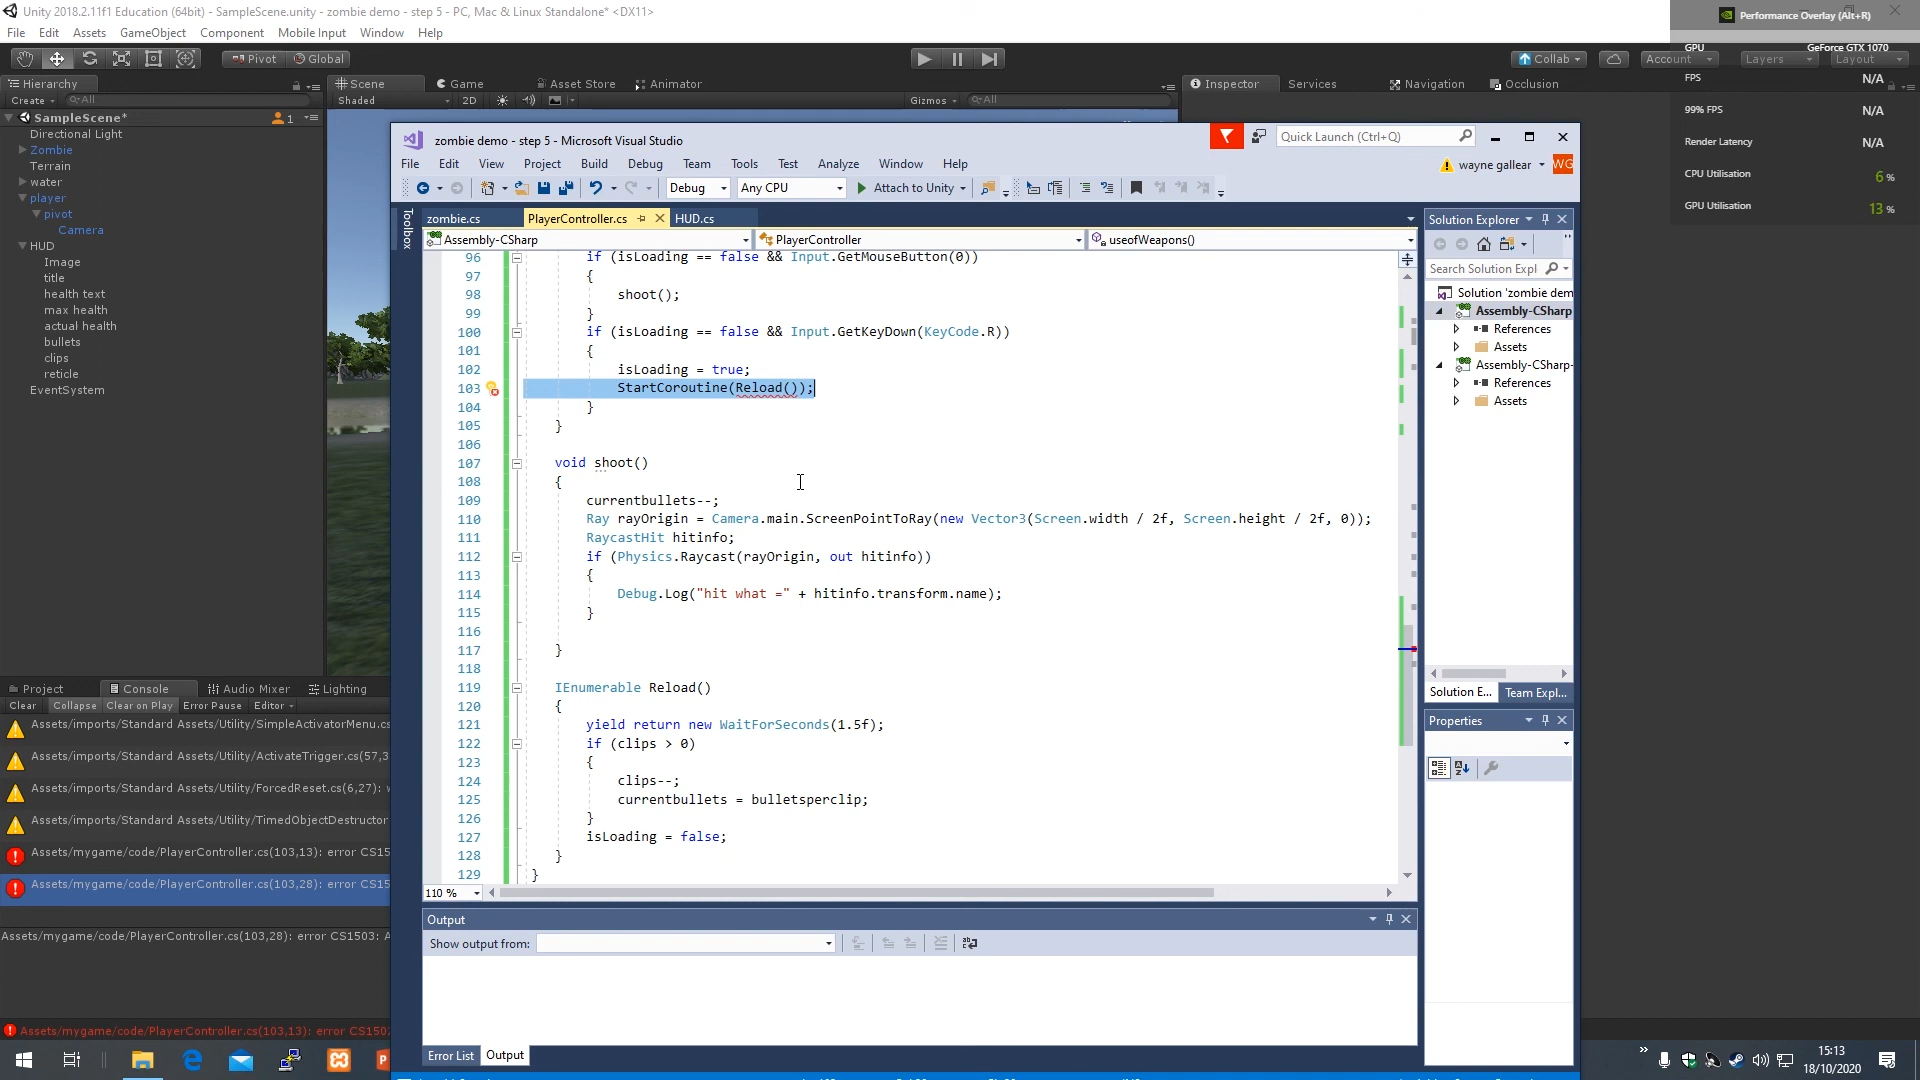 Unity 2018.2.11f1 Education (64bit) - SampleScene.unity - zombie demo - step 5 - PC, Mac & Linux Standalone* <DX11>
Performance Overlay (Alt+R)
File Edit Assets GameObject Component Mobile Input Window Help
GPU GeForce GTX 1070
Pivot Global
Collab Account Layers Layout
FPS N/A
99% FPS N/A
Render Latency N/A
CPU Utilisation 6 %
GPU Utilisation 13 %
Hierarchy
Create All
SampleScene* 1
Directional Light
Zombie
Terrain
water
player
pivot
Camera
HUD
Image
title
health text
max health
actual health
bullets
clips
reticle
EventSystem
Scene Game Asset Store Animator
Shaded 2D Gizmos All
Inspector Services Navigation Occlusion
zombie demo - step 5 - Microsoft Visual Studio
Quick Launch (Ctrl+Q)
File Edit View Project Build Debug Team Tools Test Analyze Window Help
wayne gallear WG
Debug Any CPU Attach to Unity
Toolbox
zombie.cs PlayerController.cs HUD.cs
Assembly-CSharp PlayerController useofWeapons()
96 if (isLoading == false && Input.GetMouseButton(0))
97 {
98 shoot();
99 }
100 if (isLoading == false && Input.GetKeyDown(KeyCode.R))
101 {
102 isLoading = true;
103 StartCoroutine(Reload());
104 }
105 }
106
107 void shoot()
108 {
109 currentbullets--;
110 Ray rayOrigin = Camera.main.ScreenPointToRay(new Vector3(Screen.width / 2f, Screen.height / 2f, 0));
111 RaycastHit hitinfo;
112 if (Physics.Raycast(rayOrigin, out hitinfo))
113 {
114 Debug.Log("hit what =" + hitinfo.transform.name);
115 }
116
117 }
118
119 IEnumerable Reload()
120 {
121 yield return new WaitForSeconds(1.5f);
122 if (clips > 0)
123 {
124 clips--;
125 currentbullets = bulletsperclip;
126 }
127 isLoading = false;
128 }
129 }
110 %
Solution Explorer
Search Solution Expl
Solution 'zombie dem
Assembly-CSharp
References
Assets
Assembly-CSharp-
References
Assets
Solution E... Team Expl...
Properties
Output
Show output from:
Error List Output
Project Console Audio Mixer Lighting
Clear Collapse Clear on Play Error Pause Editor
Assets/imports/Standard Assets/Utility/SimpleActivatorMenu.cs
Assets/imports/Standard Assets/Utility/ActivateTrigger.cs(57,3
Assets/imports/Standard Assets/Utility/ForcedReset.cs(6,27): w
Assets/imports/Standard Assets/Utility/TimedObjectDestructor
Assets/mygame/code/PlayerController.cs(103,13): error CS15
Assets/mygame/code/PlayerController.cs(103,28): error CS15
Assets/mygame/code/PlayerController.cs(103,28): error CS1503: A
Assets/mygame/code/PlayerController.cs(103,13): error CS1502
15:13
18/10/2020